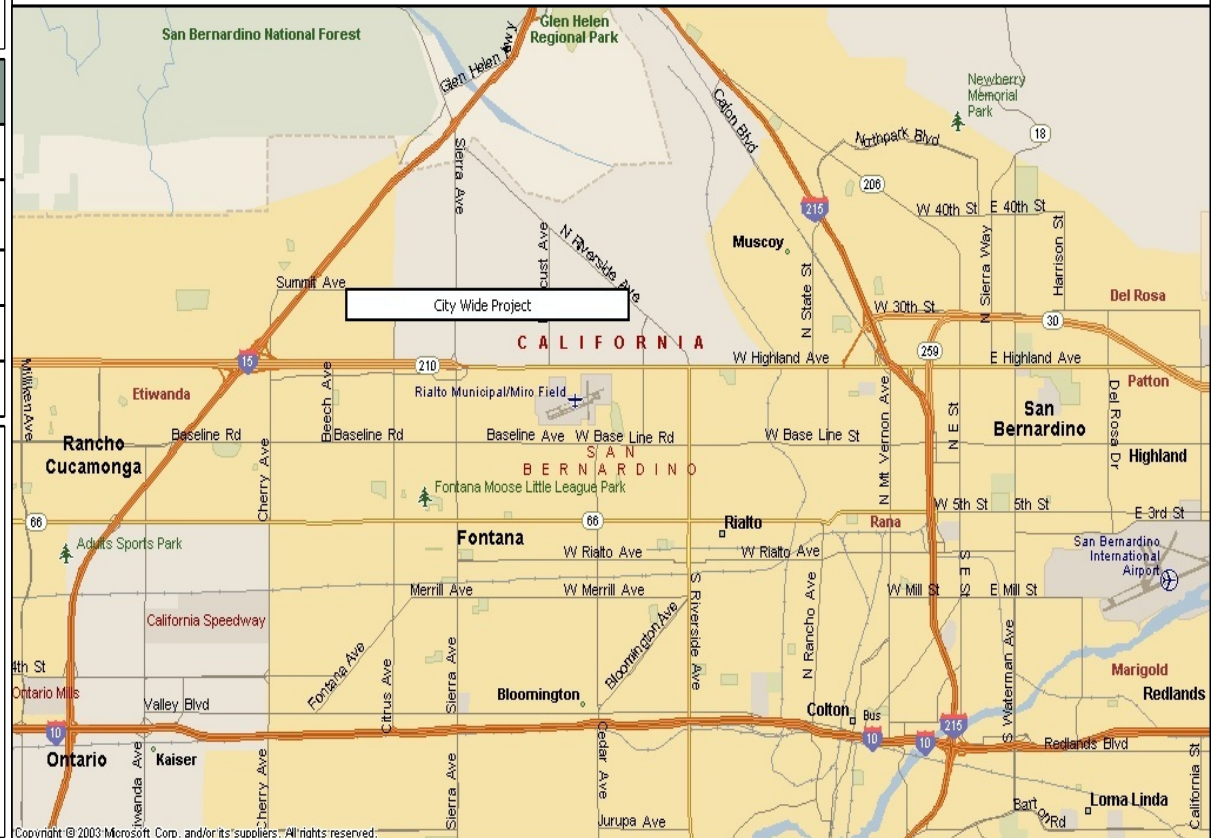 San Bernardino National Forest
Glen Helen
Regional Park
Glen Helen Hwy
Newberry
Memorial
Park
Cajon Blvd
Northpark Blvd
18
Sierra Ave
206
W 40th St
E 40th St
215
N Riverside Ave
Muscoy
N State St
N Sierra Way
Harrison St
Summit Ave
City Wide Project
W 30th St
Del Rosa
30
CALIFORNIA
259
15
210
W Highland Ave
E Highland Ave
Milliken Ave
Etiwanda
Beech Ave
Rialto Municipal/Miro Field
Patton
N Mt Vernon Ave
N E St
San
Bernardino
Del Rosa Dr
Rancho
Cucamonga
Baseline Rd
Baseline Rd
Baseline Ave
W Base Line Rd
W Base Line St
SAN
BERNARDINO
Highland
Cherry Ave
Fontana Moose Little League Park
W 5th St
5th St
E 3rd St
66
66
Rialto
Rana
Fontana
Adults Sports Park
W Rialto Ave
W Rialto Ave
San Bernardino
International
Airport
Merrill Ave
W Merrill Ave
S E St
W Mill St
E Mill St
California Speedway
S Riverside Ave
N Rancho Ave
Bloomington Ave
Fontana Ave
S Waterman Ave
4th St
Citrus Ave
Sierra Ave
Marigold
Ontario Mills
Valley Blvd
Bloomington
Redlands
Colton
Bus
10
215
10
10
Redlands Blvd
Ontario
Kaiser
Cherry Ave
Sierra Ave
Cedar Ave
California St
Barton Rd
Loma Linda
Jurupa Ave
Copyright © 2003 Microsoft Corp. and/or its suppliers. All rights reserved.